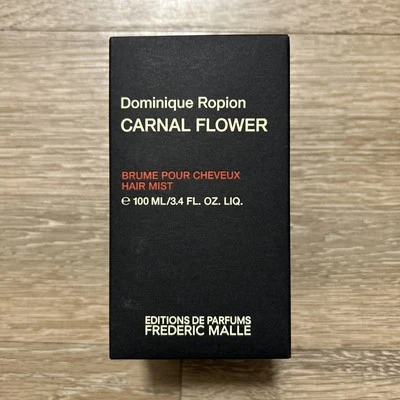 Dominique Ropion
CARNAL FLOWER
BRUME POUR CHEVEUX
HAIR MIST
℮ 100 ML/3.4 FL. OZ. LIQ.
EDITIONS DE PARFUMS
FREDERIC MALLE